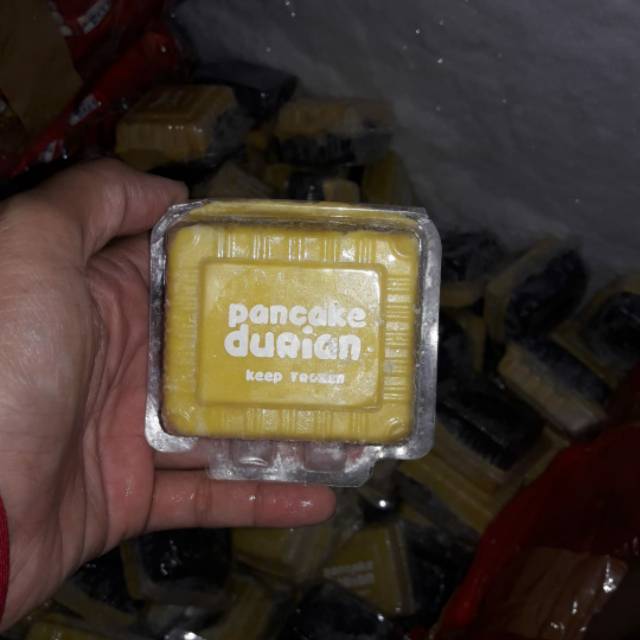 pancake
durian
keep frozen